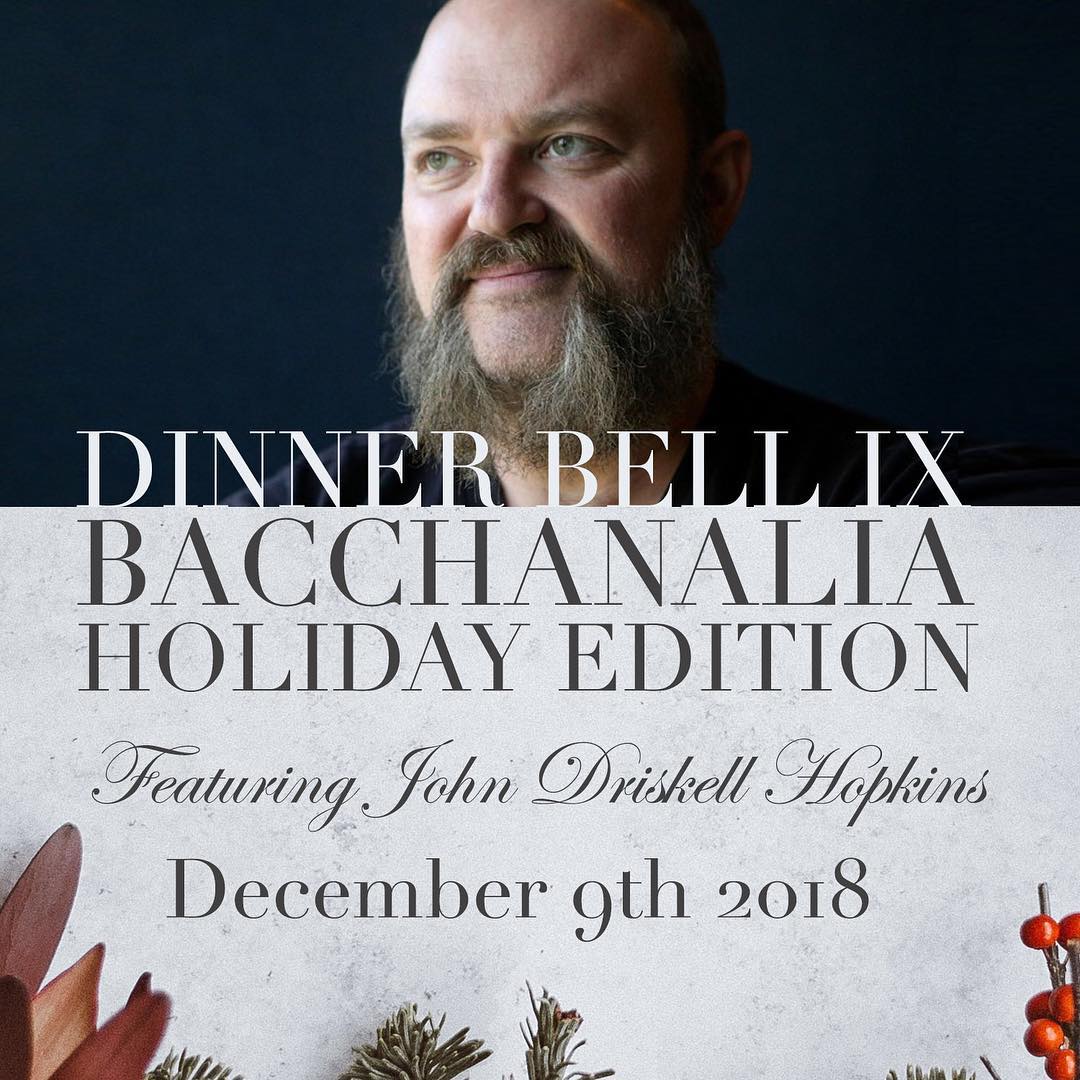 DINNER BELL IX
BACCHANALIA
HOLIDAY EDITION
Featuring John Driskell Hopkins
December 9th 2018